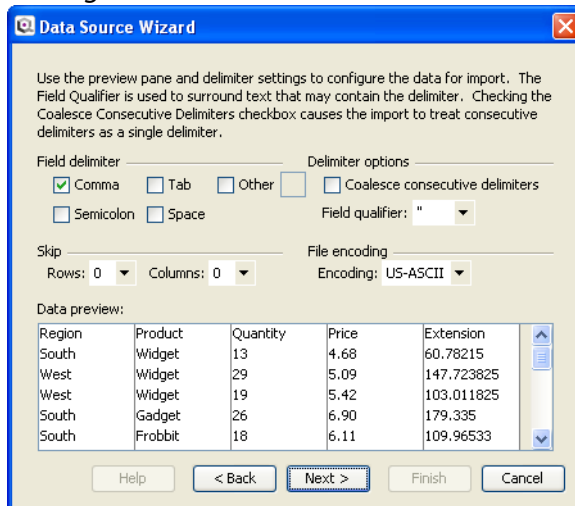 Data Source Wizard
Use the preview pane and delimiter settings to configure the data for import. The
Field Qualifier is used to surround text that may contain the delimiter. Checking the
Coalesce Consecutive Delimiters checkbox causes the import to treat consecutive
delimiters as a single delimiter.
Field delimiter Delimiter options
Comma Tab Other Coalesce consecutive delimiters
Semicolon Space Field qualifier: "
Skip File encoding
Rows: 0 Columns: 0 Encoding: US-ASCII
Data preview:
Region Product Quantity Price Extension
South Widget 13 4.68 60.78215
West Widget 29 5.09 147.723825
West Widget 19 5.42 103.011825
South Gadget 26 6.90 179.335
South Frobbit 18 6.11 109.96533
Help < Back Next > Finish Cancel